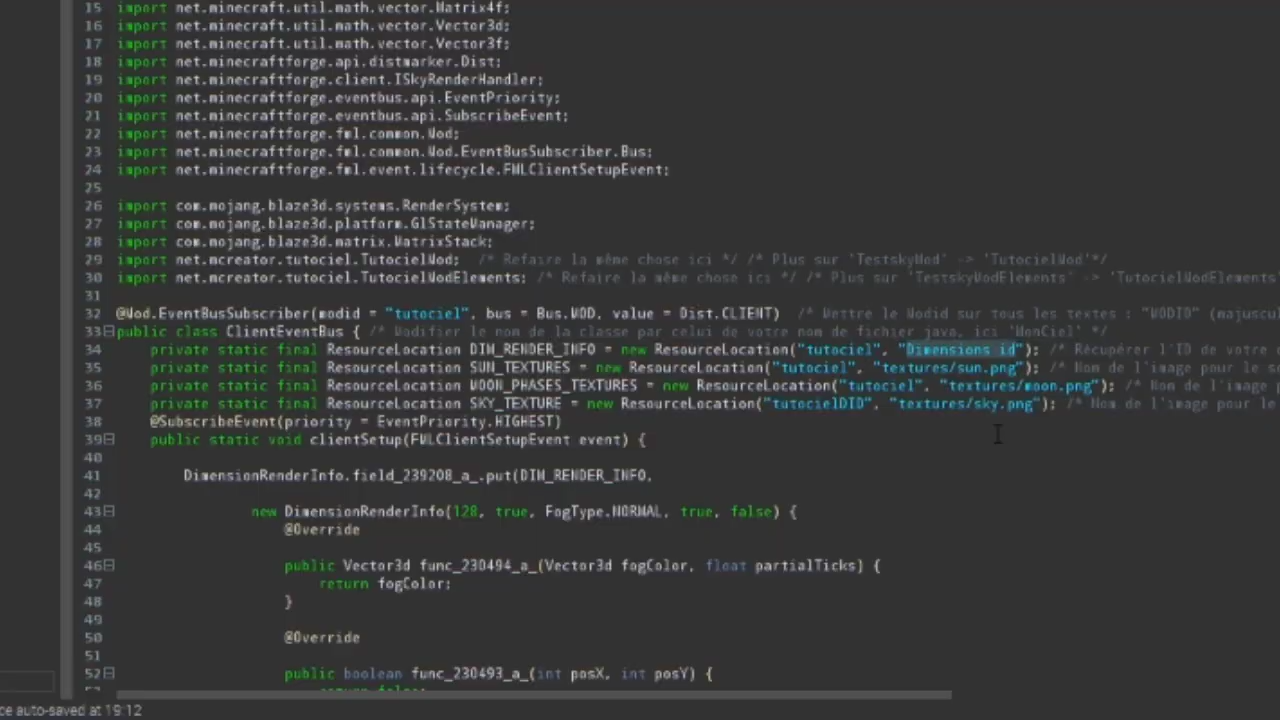 15 import net.minecraft.util.math.vector.Matrix4f;
16 import net.minecraft.util.math.vector.Vector3d;
17 import net.minecraft.util.math.vector.Vector3f;
18 import net.minecraftforge.api.distmarker.Dist;
19 import net.minecraftforge.client.ISkyRenderHandler;
20 import net.minecraftforge.eventbus.api.EventPriority;
21 import net.minecraftforge.eventbus.api.SubscribeEvent;
22 import net.minecraftforge.fml.common.Mod;
23 import net.minecraftforge.fml.common.Mod.EventBusSubscriber.Bus;
24 import net.minecraftforge.fml.event.lifecycle.FMLClientSetupEvent;
25
26 import com.mojang.blaze3d.systems.RenderSystem;
27 import com.mojang.blaze3d.platform.GlStateManager;
28 import com.mojang.blaze3d.matrix.MatrixStack;
29 import net.mcreator.tutociel.TutocielMod; /* Refaire la même chose ici */ /* Plus sur 'TestskyMod' -> 'TutocielMod'*/
30 import net.mcreator.tutociel.TutocielModElements; /* Refaire la même chose ici */ /* Plus sur 'TestskyModElements' -> 'TutocielModElements
31
32 @Mod.EventBusSubscriber(modid = "tutociel", bus = Bus.MOD, value = Dist.CLIENT) /* Mettre le Modid sur tous les textes : "MODID" (majuscul
33 public class ClientEventBus { /* Modifier le nom de la classe par celui de votre nom de fichier java, ici 'MonCiel' */
34 private static final ResourceLocation DIM_RENDER_INFO = new ResourceLocation("tutociel", "Dimensions id"); /* Récupérer l'ID de votre
35 private static final ResourceLocation SUN_TEXTURES = new ResourceLocation("tutociel", "textures/sun.png"); /* Nom de l'image pour le
36 private static final ResourceLocation MOON_PHASES_TEXTURES = new ResourceLocation("tutociel", "textures/moon.png"); /* Nom de l'image
37 private static final ResourceLocation SKY_TEXTURE = new ResourceLocation("tutocielDID", "textures/sky.png"); /* Nom de l'image pour le
38 @SubscribeEvent(priority = EventPriority.HIGHEST)
39 public static void clientSetup(FMLClientSetupEvent event) {
40
41 DimensionRenderInfo.field_239208_a_.put(DIM_RENDER_INFO,
42
43 new DimensionRenderInfo(128, true, FogType.NORMAL, true, false) {
44 @Override
45
46 public Vector3d func_230494_a_(Vector3d fogColor, float partialTicks) {
47 return fogColor;
48 }
49
50 @Override
51
52 public boolean func_230493_a_(int posX, int posY) {
return false;
ce auto-saved at 19:12